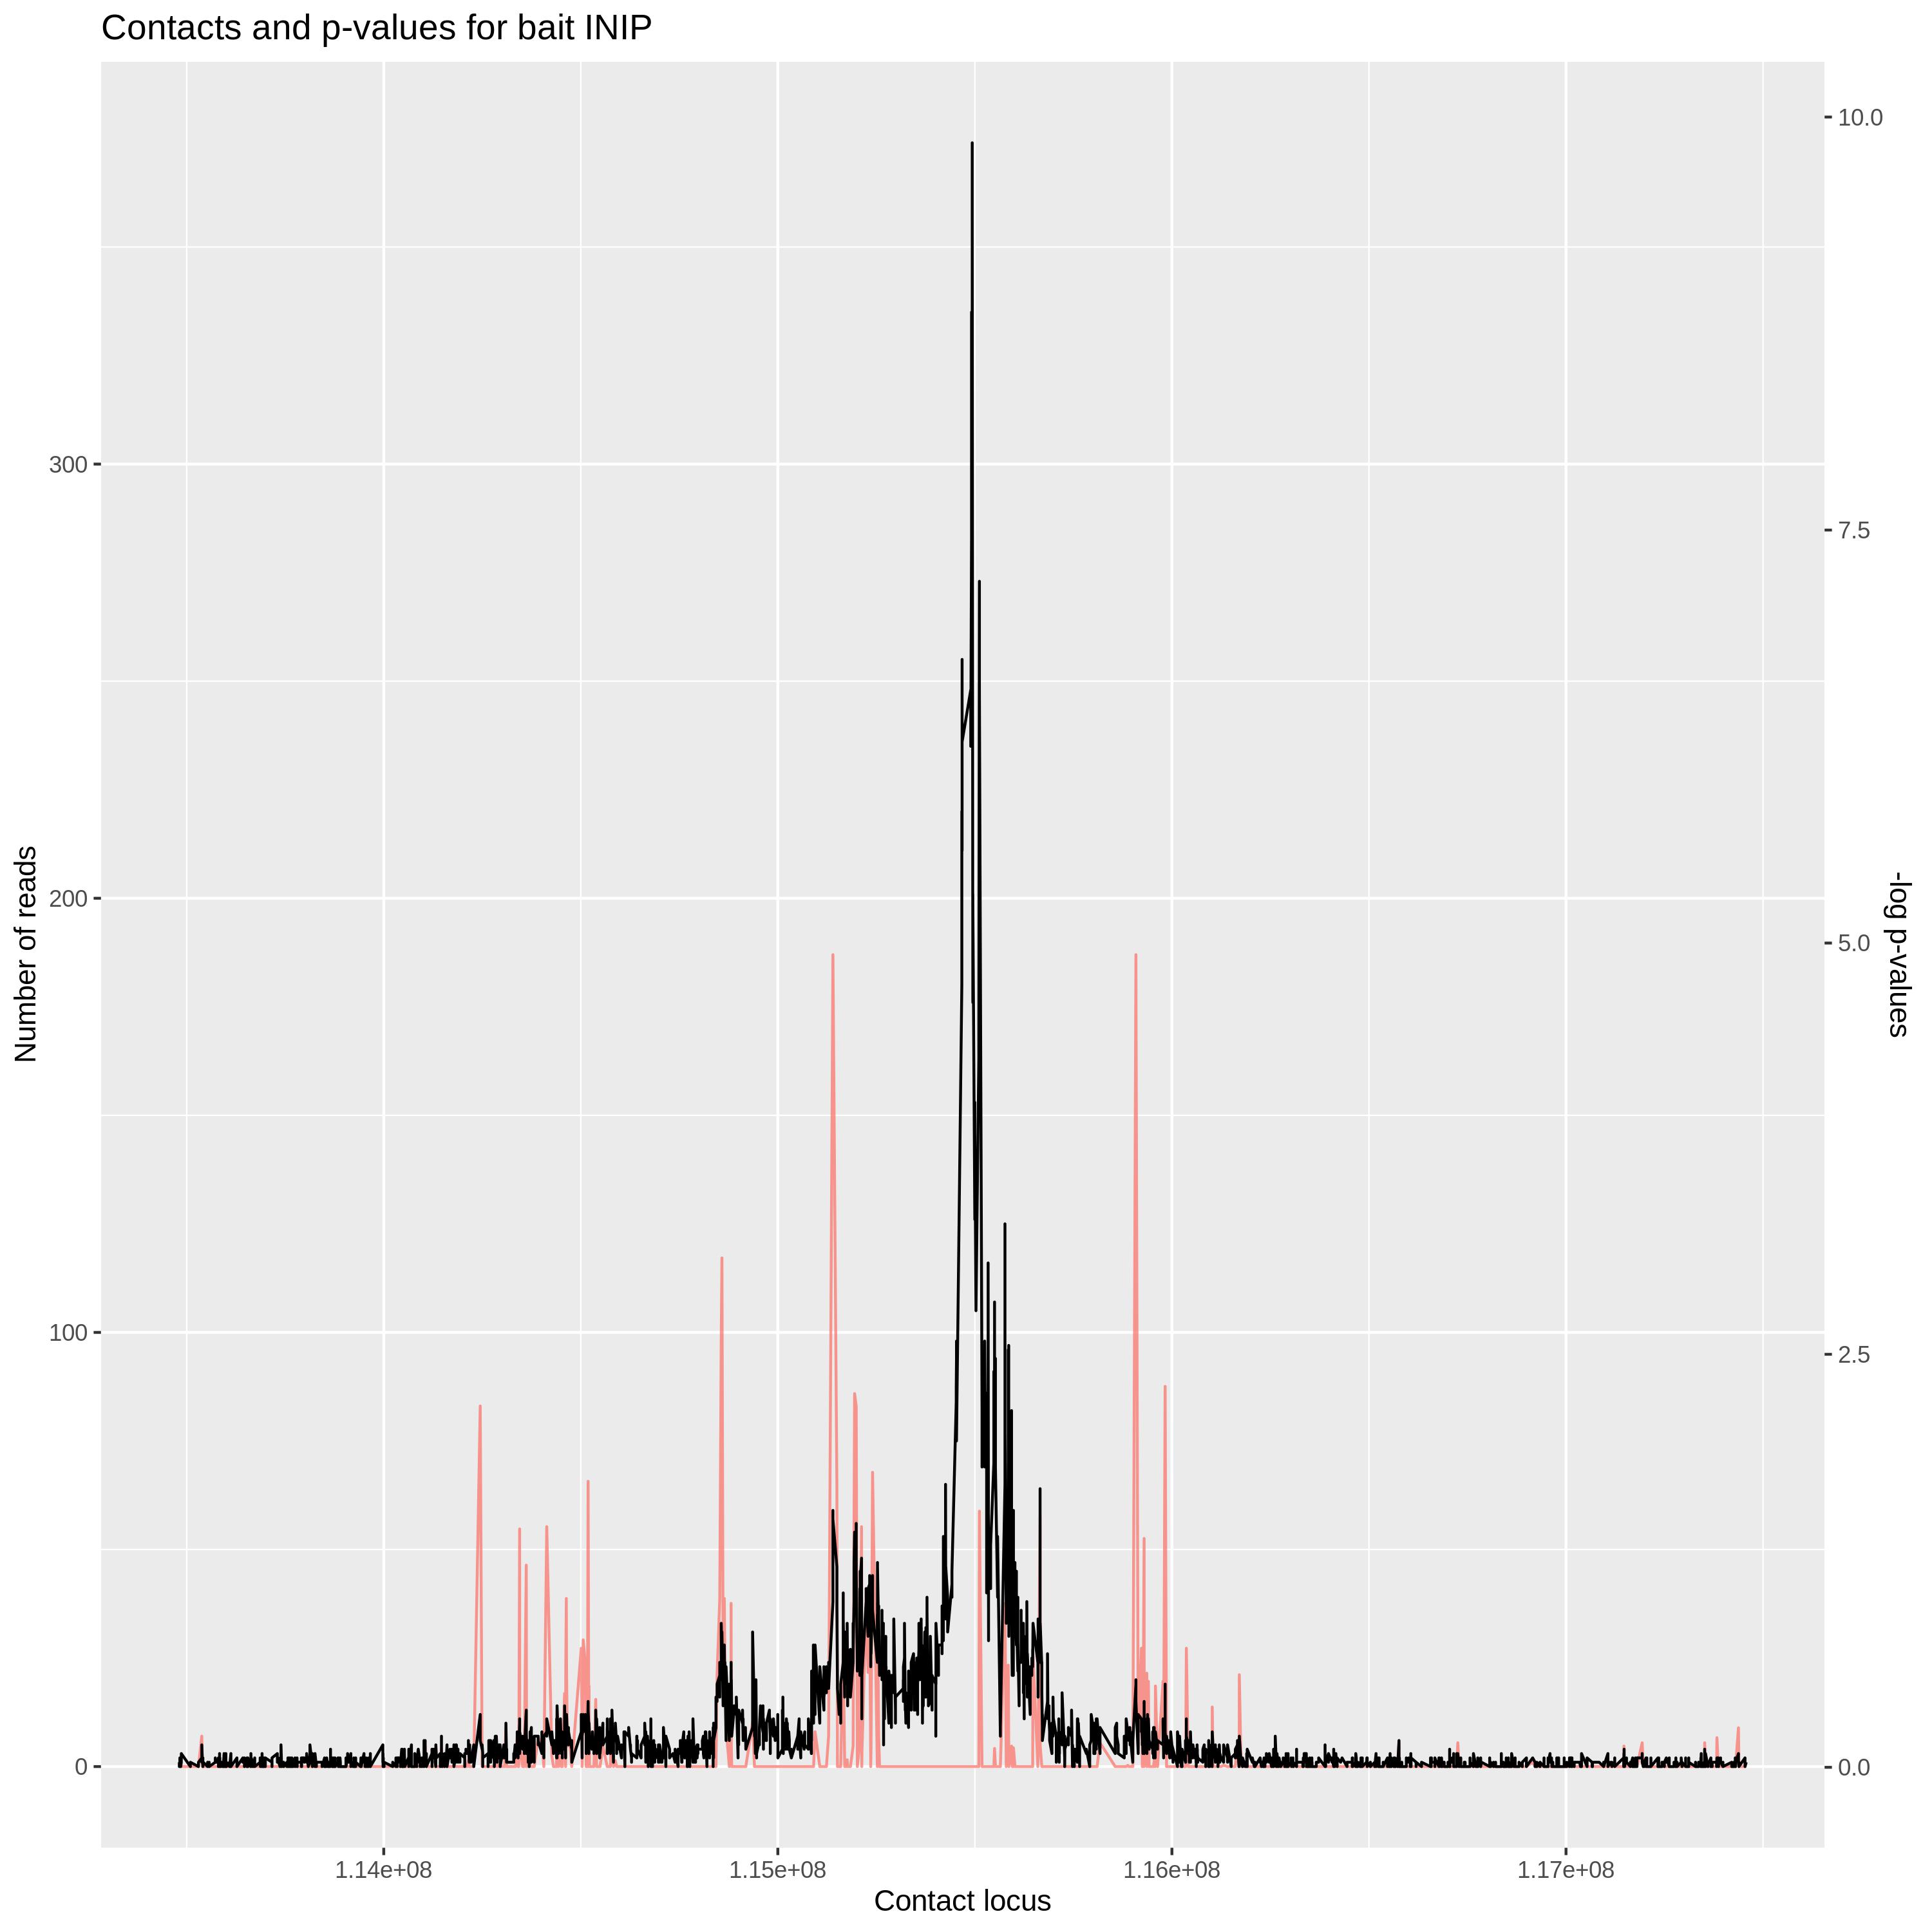 Contacts and p-values for bait INIP
10.0
7.5
5.0
2.5
0.0
300
200
100
0
Number of reads
-log p-values
1.14e+08
1.15e+08
1.16e+08
1.17e+08
Contact locus